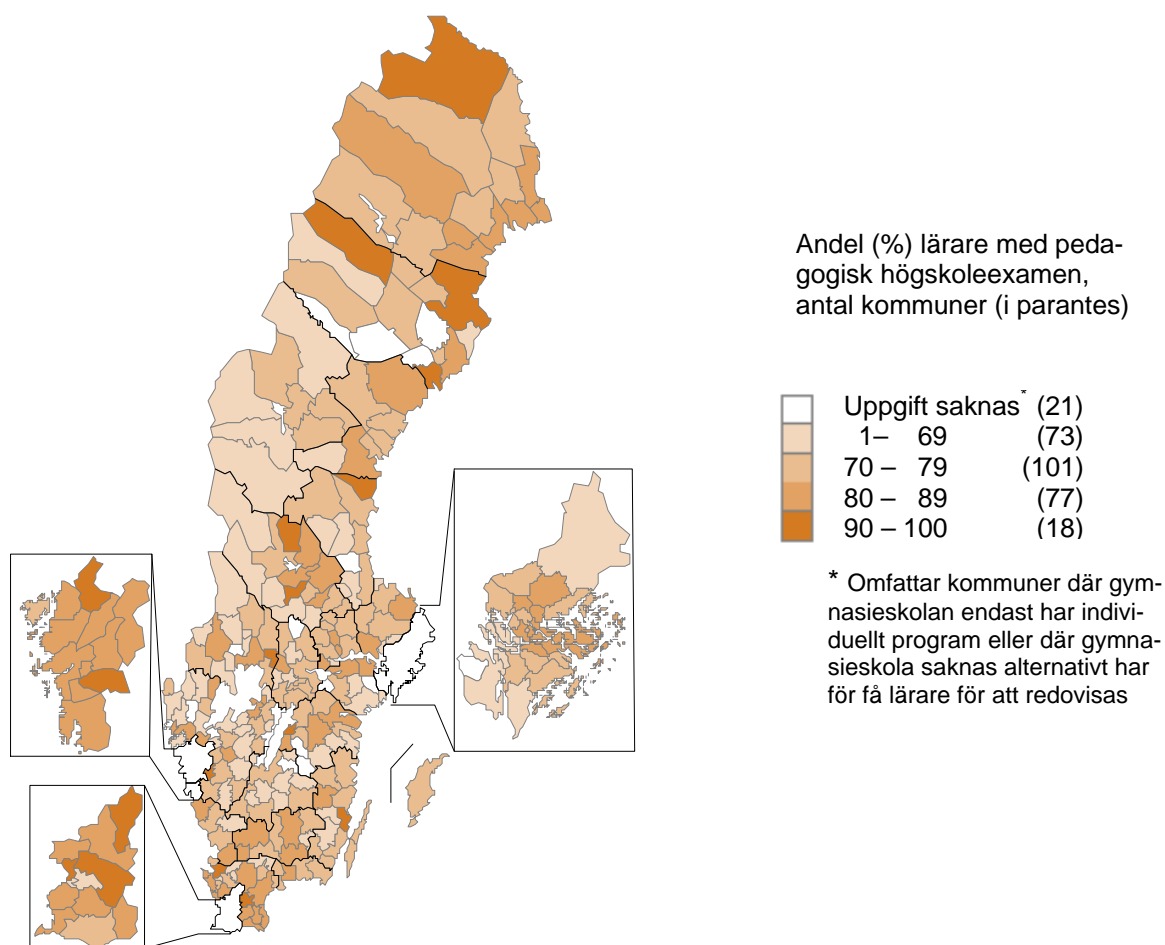 Andel (%) lärare med peda-
gogisk högskoleexamen,
antal kommuner (i parantes)
Uppgift saknas* (21)
1– 69 (73)
70 – 79 (101)
80 – 89 (77)
90 – 100 (18)
* Omfattar kommuner där gym-
nasieskolan endast har indivi-
duellt program eller där gymna-
sieskola saknas alternativt har
för få lärare för att redovisas